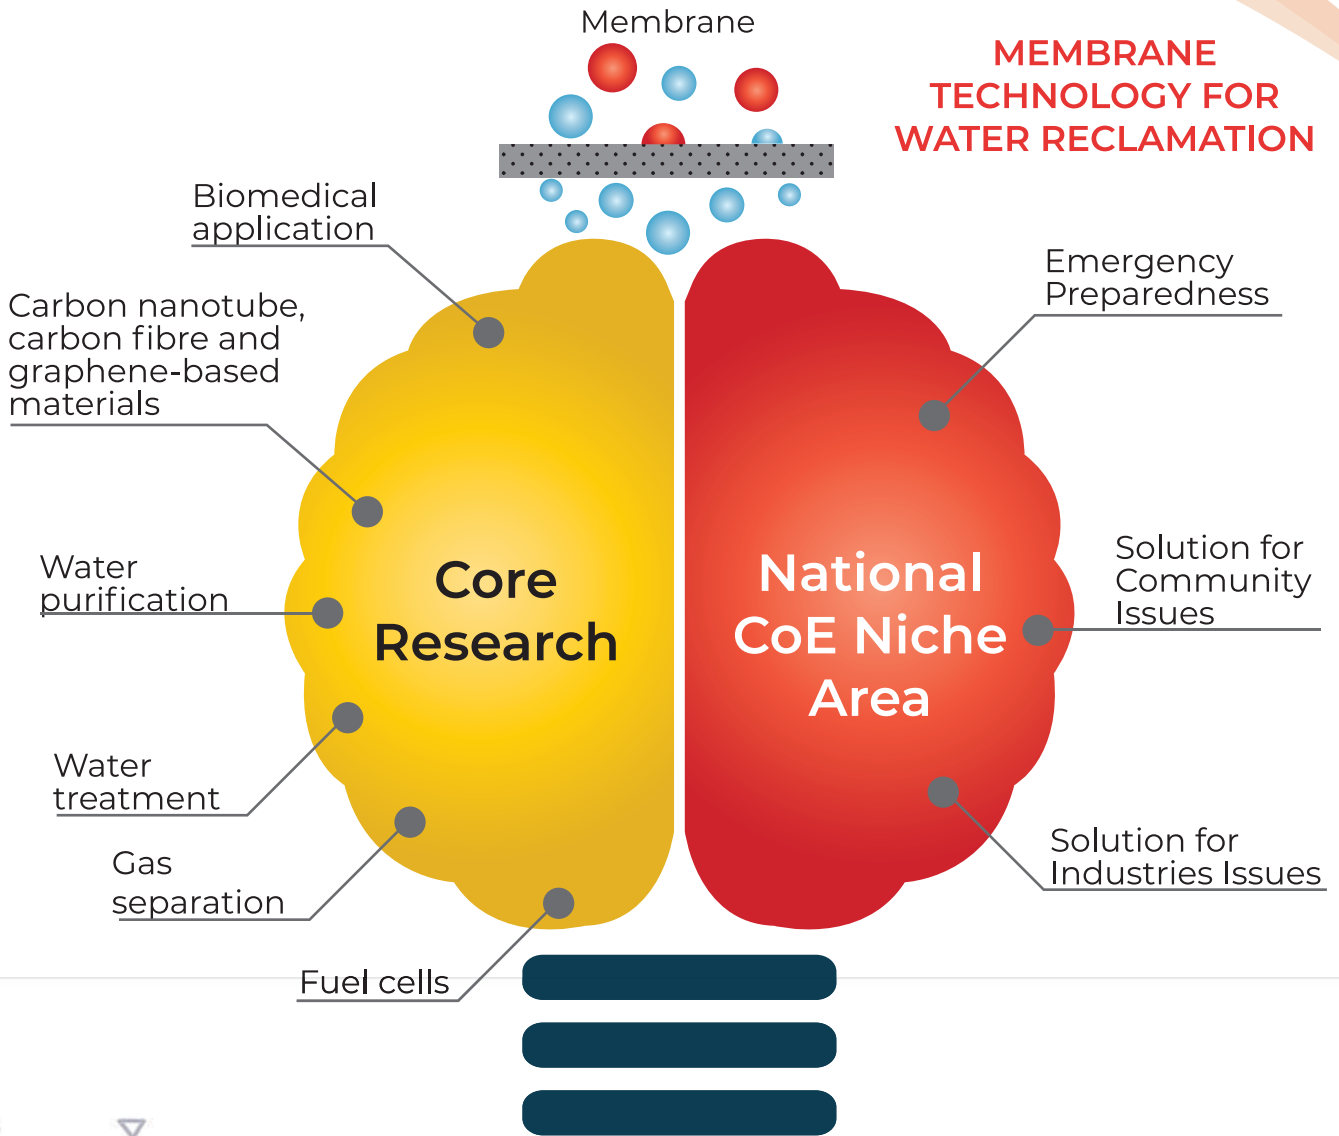 Membrane
MEMBRANE
TECHNOLOGY FOR
WATER RECLAMATION
Biomedical
application
Carbon nanotube,
carbon fibre and
graphene-based
materials
Water
purification
Water
treatment
Gas
separation
Fuel cells
Core
Research
National
CoE Niche
Area
Emergency
Preparedness
Solution for
Community
Issues
Solution for
Industries Issues